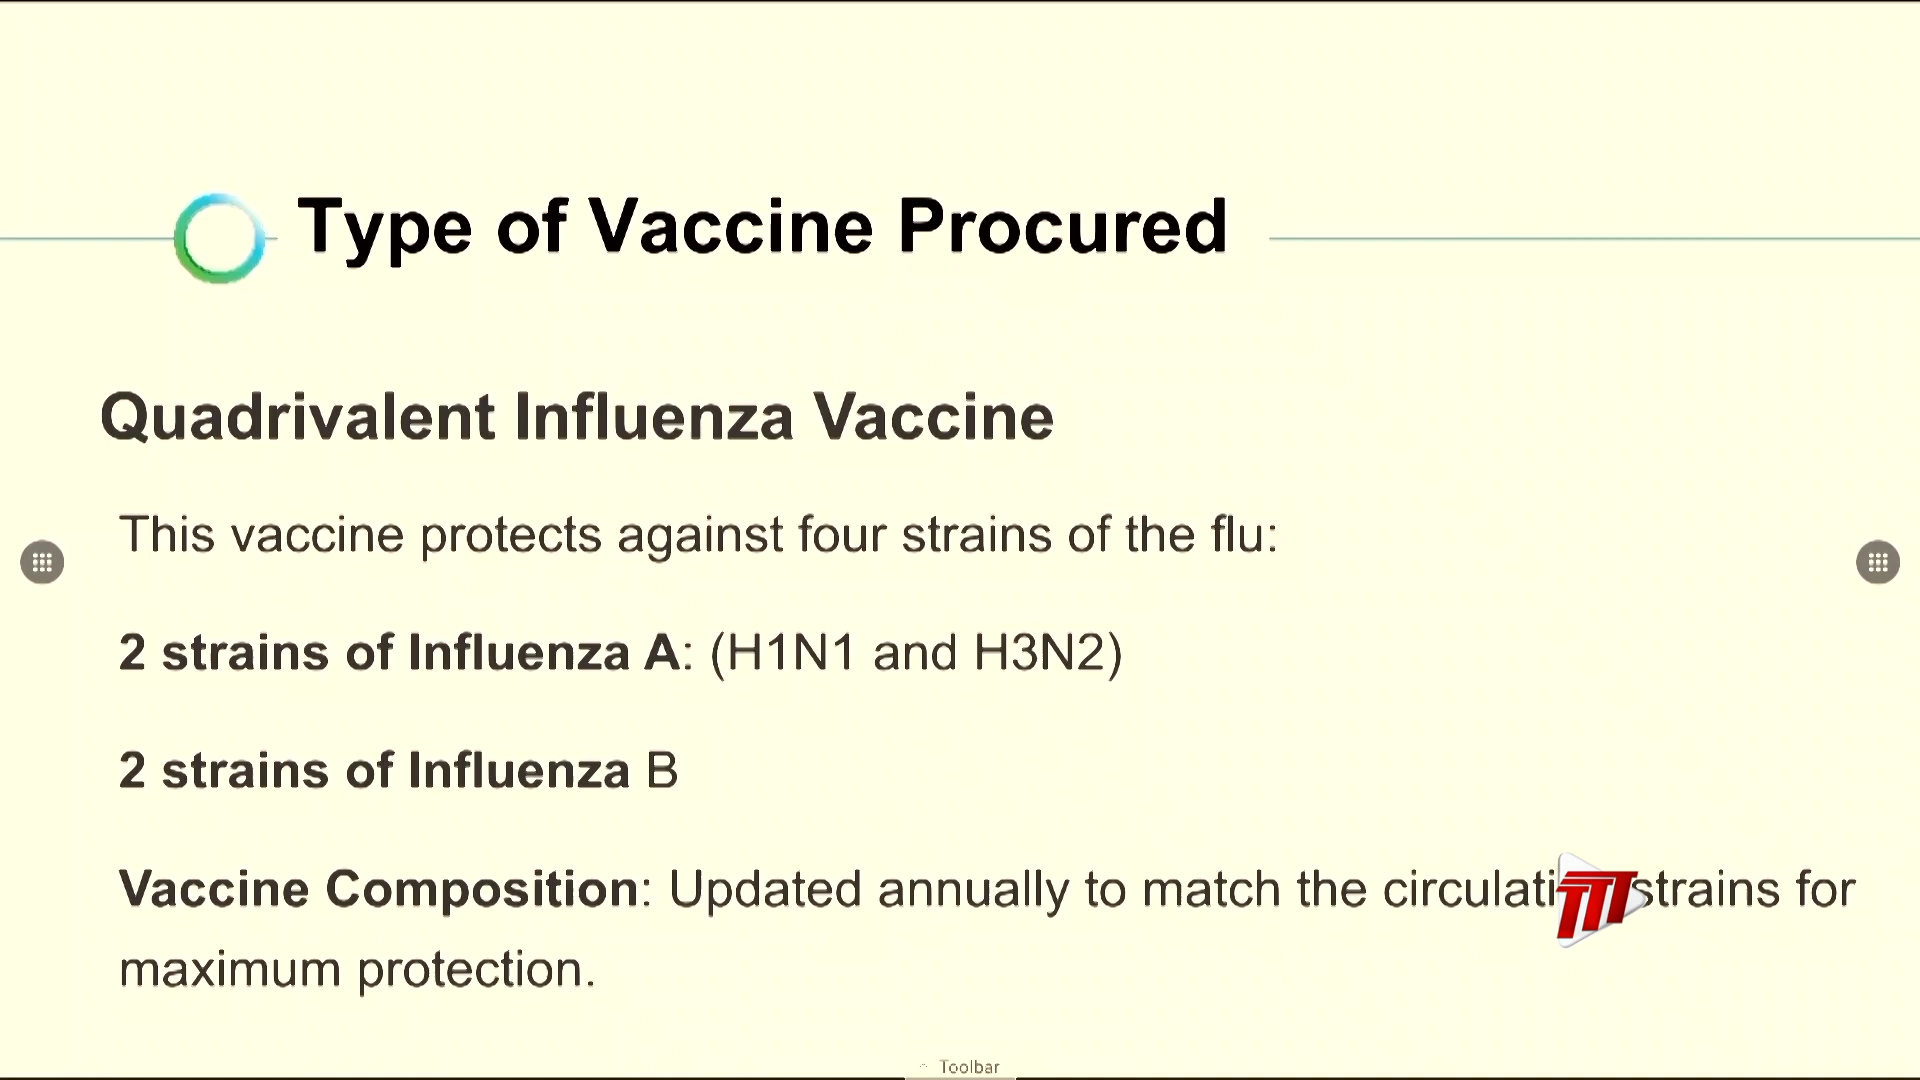 Type of Vaccine Procured
Quadrivalent Influenza Vaccine
This vaccine protects against four strains of the flu:
2 strains of Influenza A: (H1N1 and H3N2)
2 strains of Influenza B
Vaccine Composition: Updated annually to match the strains for
maximum protection.
TTT
Toolbar